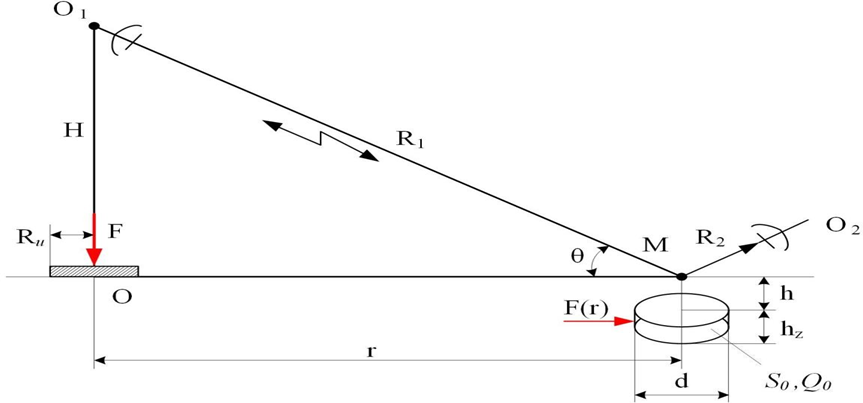 O₁
H
R₁
Rᵤ
F
θ
M
R₂
O₂
O
F(r)
h
h_z
r
d
S₀, Q₀